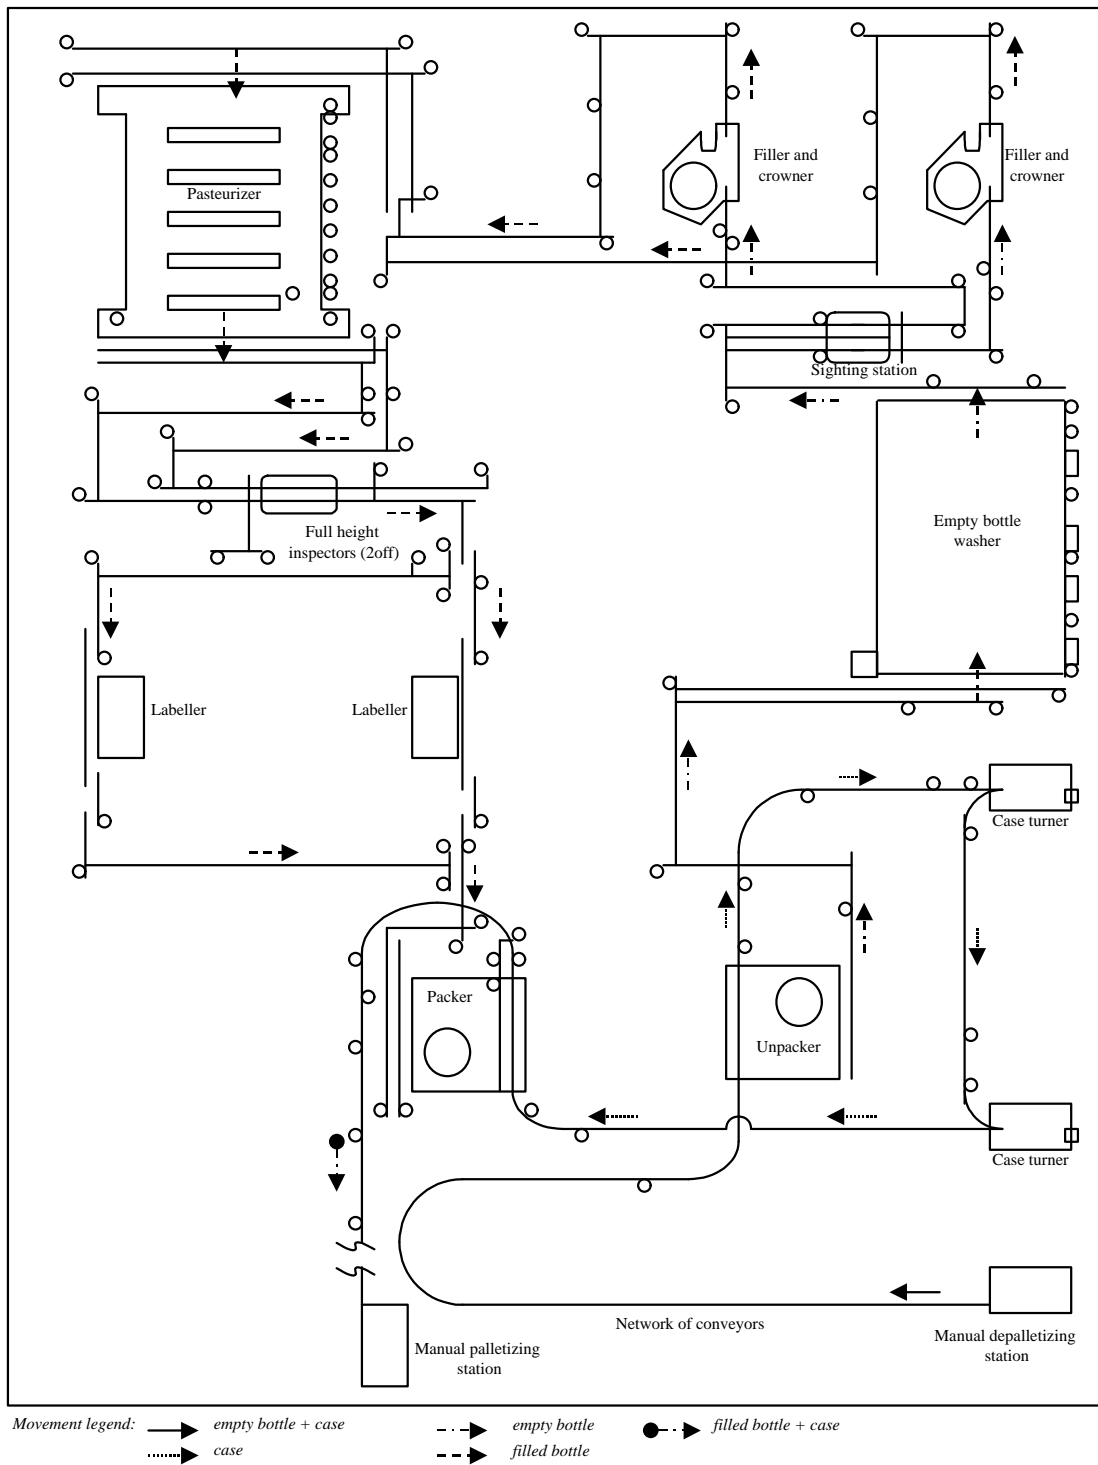 Filler and
crowner
Filler and
crowner
Pasteurizer
Sighting station
Full height
inspectors (2off)
Empty bottle
washer
Labeller
Labeller
Case turner
Packer
Unpacker
Case turner
Network of conveyors
Manual palletizing
station
Manual depalletizing
station
Movement legend:
empty bottle + case
empty bottle
filled bottle + case
case
filled bottle